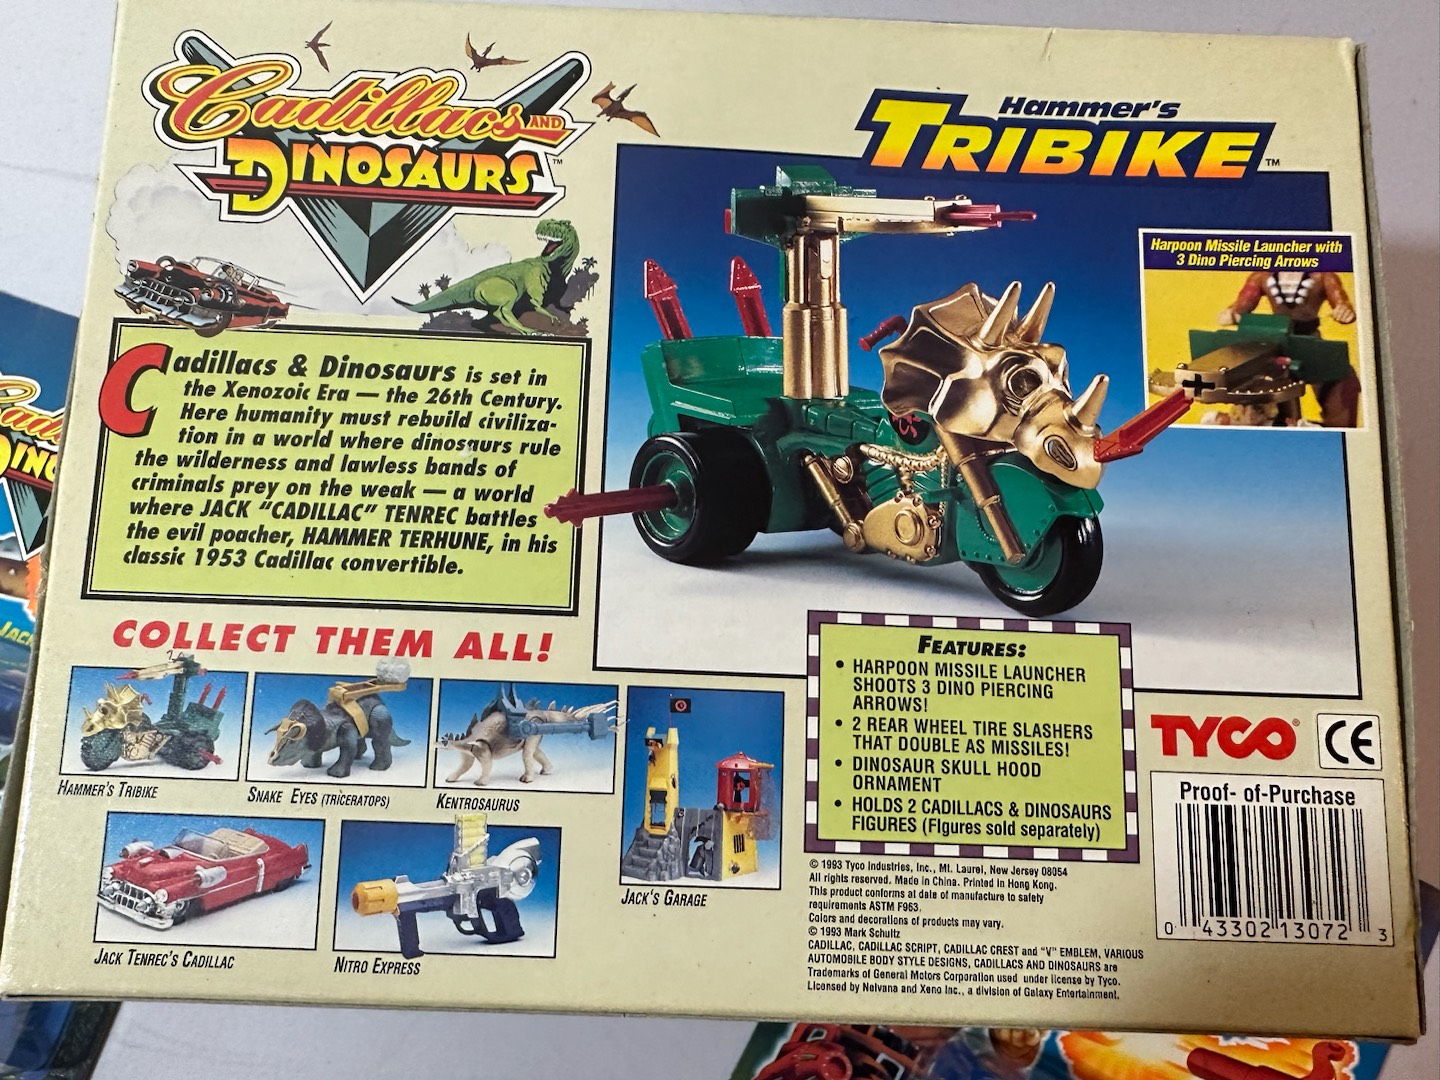 Cadillacs AND
DINOSAURS™
Hammer's
TRIBIKE™
Harpoon Missile Launcher with
3 Dino Piercing Arrows
Cadillacs & Dinosaurs is set in
the Xenozoic Era — the 26th Century.
Here humanity must rebuild civiliza-
tion in a world where dinosaurs rule
the wilderness and lawless bands of
criminals prey on the weak — a world
where JACK "CADILLAC" TENREC battles
the evil poacher, HAMMER TERHUNE, in his
classic 1953 Cadillac convertible.
COLLECT THEM ALL!
HAMMER'S TRIBIKE
SNAKE EYES (TRICERATOPS)
KENTROSAURUS
JACK'S GARAGE
JACK TENREC'S CADILLAC
NITRO EXPRESS
FEATURES:
• HARPOON MISSILE LAUNCHER
SHOOTS 3 DINO PIERCING
ARROWS!
• 2 REAR WHEEL TIRE SLASHERS
THAT DOUBLE AS MISSILES!
• DINOSAUR SKULL HOOD
ORNAMENT
• HOLDS 2 CADILLACS & DINOSAURS
FIGURES (Figures sold separately)
© 1993 Tyco Industries, Inc., Mt. Laurel, New Jersey 08054
All rights reserved. Made in China. Printed in Hong Kong.
This product conforms at date of manufacture to safety
requirements ASTM F963.
Colors and decorations of products may vary.
© 1993 Mark Schultz
CADILLAC, CADILLAC SCRIPT, CADILLAC CREST and "V" EMBLEM, VARIOUS
AUTOMOBILE BODY STYLE DESIGNS, CADILLACS AND DINOSAURS are
Trademarks of General Motors Corporation used under license by Tyco.
Licensed by Nelvana and Xeno Inc., a division of Galaxy Entertainment.
TYCO® CE
Proof- of-Purchase
0 43302 13072 3